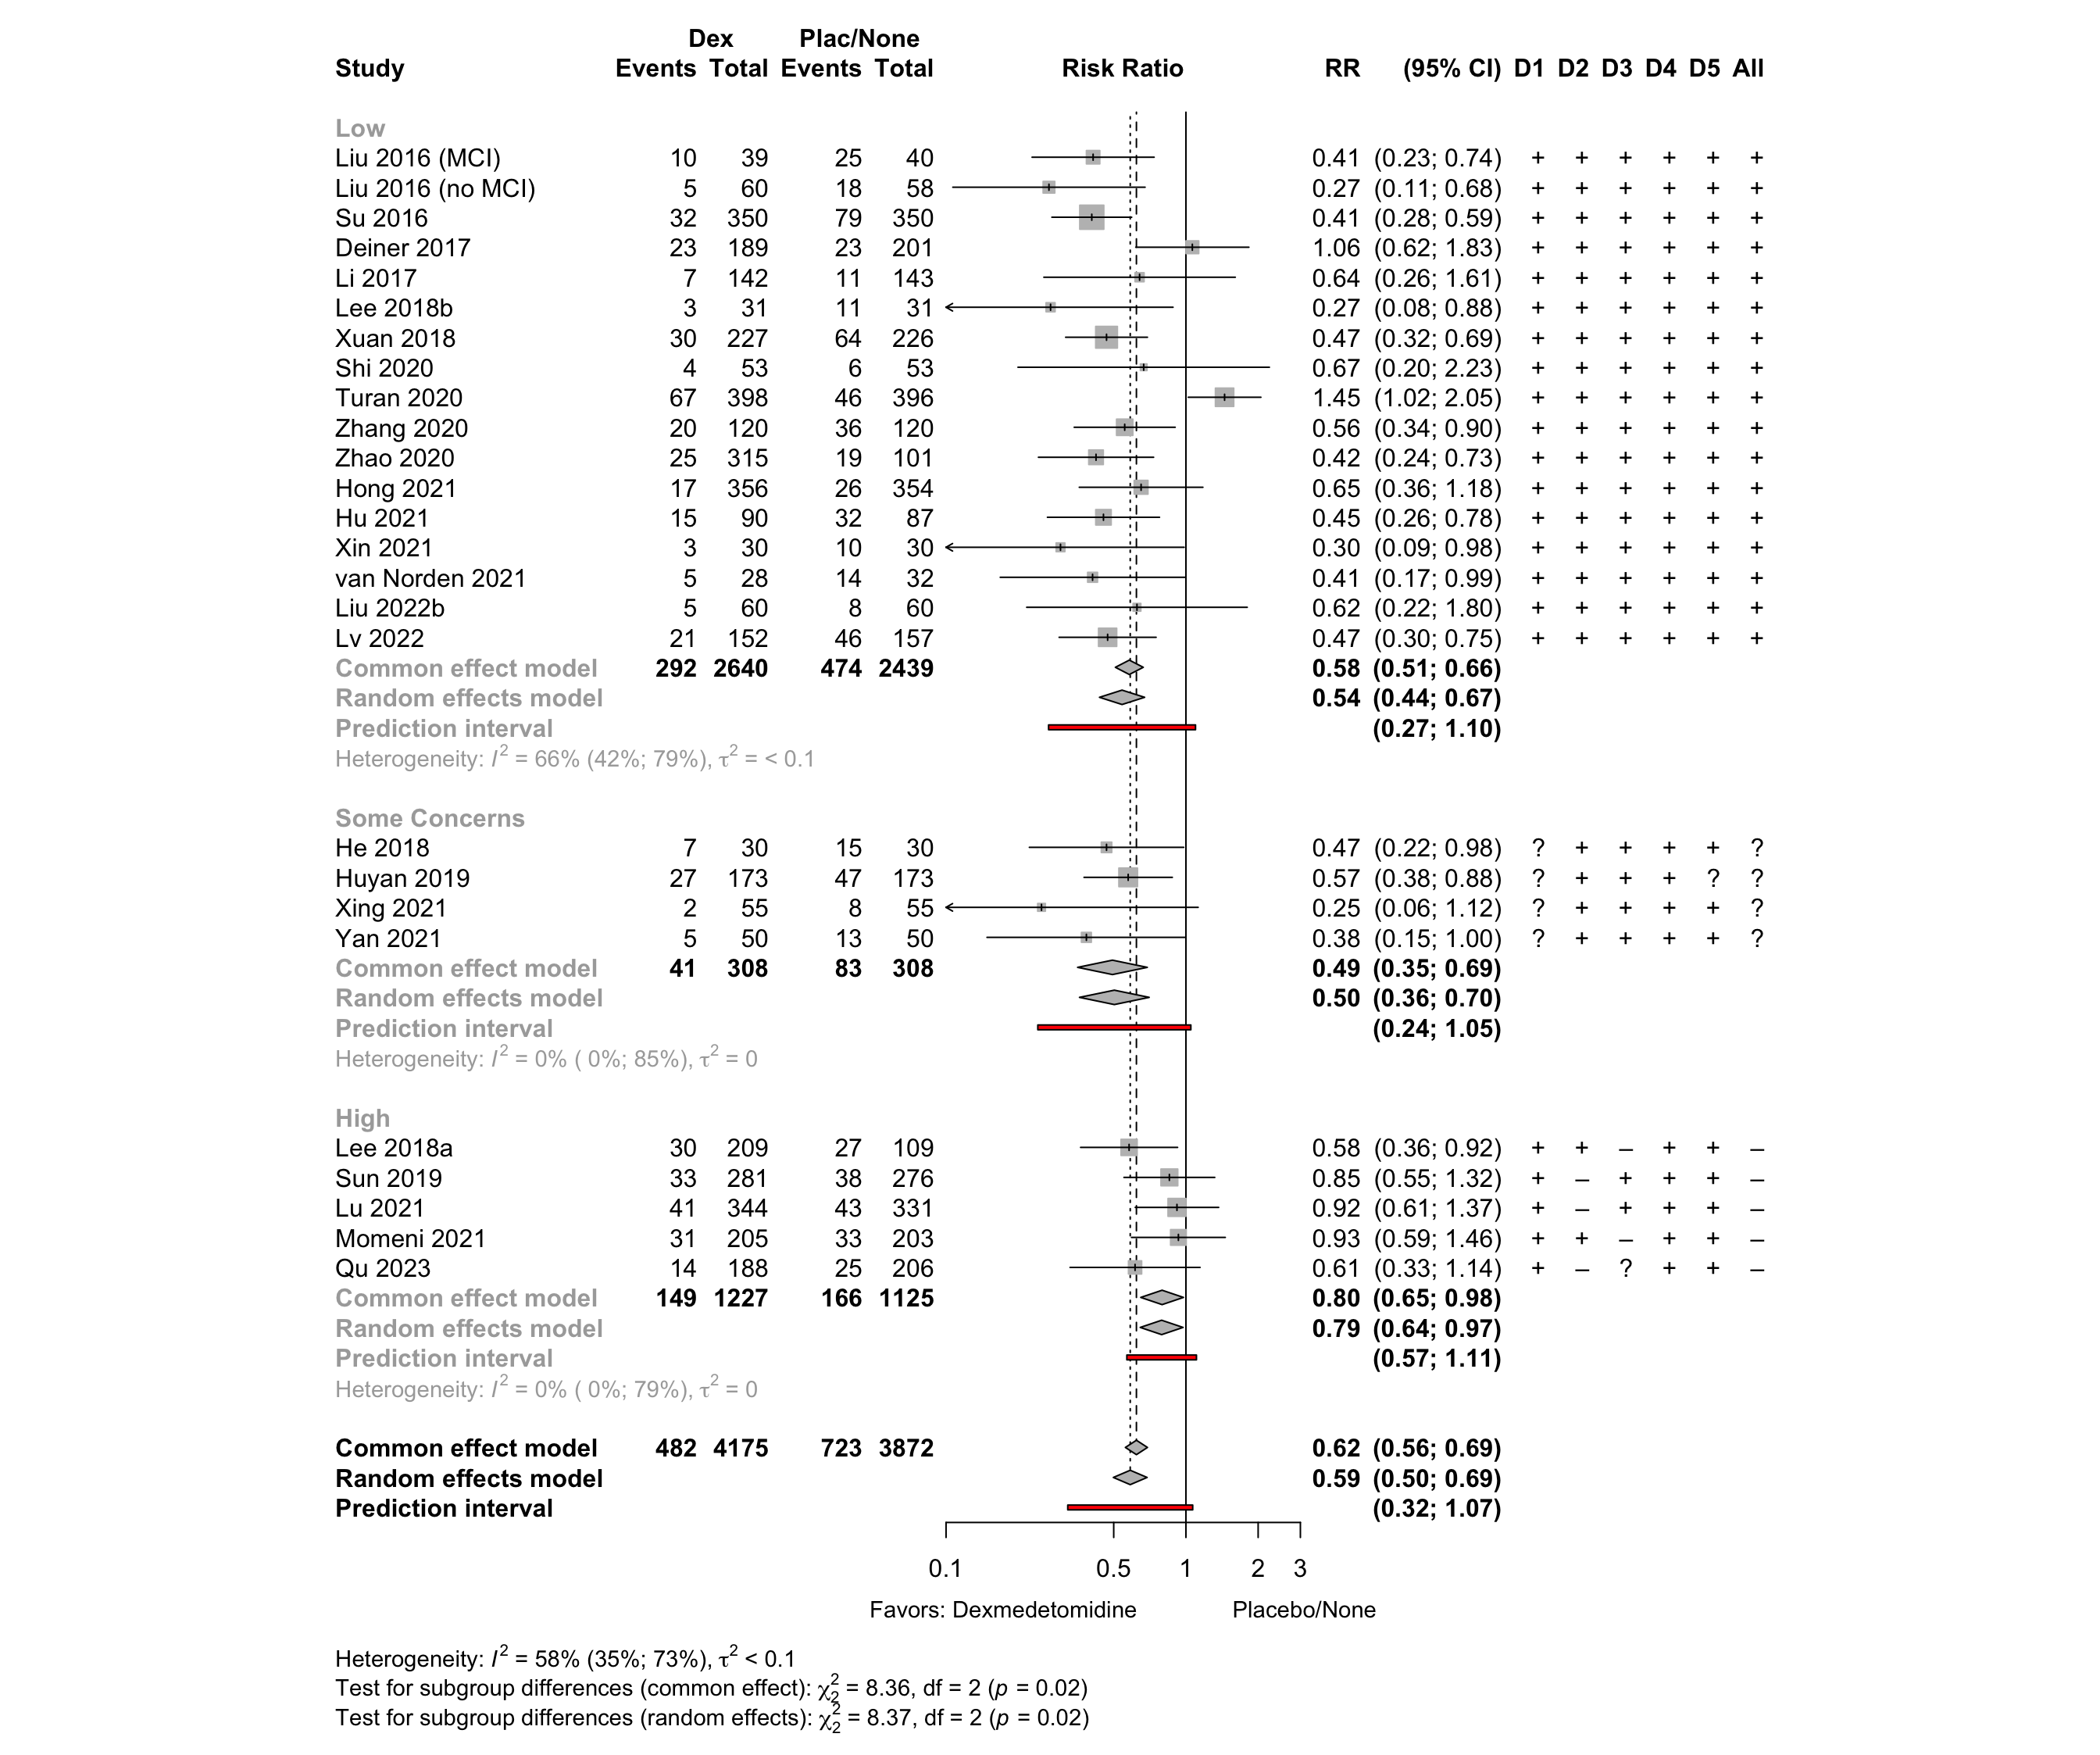 Dex Plac/None
Study Events Total Events Total Risk Ratio RR (95% CI) D1 D2 D3 D4 D5 All
Low
Liu 2016 (MCI) 10 39 25 40 0.41 (0.23; 0.74) + + + + + +
Liu 2016 (no MCI) 5 60 18 58 0.27 (0.11; 0.68) + + + + + +
Su 2016 32 350 79 350 0.41 (0.28; 0.59) + + + + + +
Deiner 2017 23 189 23 201 1.06 (0.62; 1.83) + + + + + +
Li 2017 7 142 11 143 0.64 (0.26; 1.61) + + + + + +
Lee 2018b 3 31 11 31 0.27 (0.08; 0.88) + + + + + +
Xuan 2018 30 227 64 226 0.47 (0.32; 0.69) + + + + + +
Shi 2020 4 53 6 53 0.67 (0.20; 2.23) + + + + + +
Turan 2020 67 398 46 396 1.45 (1.02; 2.05) + + + + + +
Zhang 2020 20 120 36 120 0.56 (0.34; 0.90) + + + + + +
Zhao 2020 25 315 19 101 0.42 (0.24; 0.73) + + + + + +
Hong 2021 17 356 26 354 0.65 (0.36; 1.18) + + + + + +
Hu 2021 15 90 32 87 0.45 (0.26; 0.78) + + + + + +
Xin 2021 3 30 10 30 0.30 (0.09; 0.98) + + + + + +
van Norden 2021 5 28 14 32 0.41 (0.17; 0.99) + + + + + +
Liu 2022b 5 60 8 60 0.62 (0.22; 1.80) + + + + + +
Lv 2022 21 152 46 157 0.47 (0.30; 0.75) + + + + + +
Common effect model 292 2640 474 2439 0.58 (0.51; 0.66)
Random effects model 0.54 (0.44; 0.67)
Prediction interval (0.27; 1.10)
Heterogeneity: I² = 66% (42%; 79%), τ² = < 0.1
Some Concerns
He 2018 7 30 15 30 0.47 (0.22; 0.98) ? + + + + ?
Huyan 2019 27 173 47 173 0.57 (0.38; 0.88) ? + + + ? ?
Xing 2021 2 55 8 55 0.25 (0.06; 1.12) ? + + + + ?
Yan 2021 5 50 13 50 0.38 (0.15; 1.00) ? + + + + ?
Common effect model 41 308 83 308 0.49 (0.35; 0.69)
Random effects model 0.50 (0.36; 0.70)
Prediction interval (0.24; 1.05)
Heterogeneity: I² = 0% ( 0%; 85%), τ² = 0
High
Lee 2018a 30 209 27 109 0.58 (0.36; 0.92) + + – + + –
Sun 2019 33 281 38 276 0.85 (0.55; 1.32) + – + + + –
Lu 2021 41 344 43 331 0.92 (0.61; 1.37) + – + + + –
Momeni 2021 31 205 33 203 0.93 (0.59; 1.46) + + – + + –
Qu 2023 14 188 25 206 0.61 (0.33; 1.14) + – ? + + –
Common effect model 149 1227 166 1125 0.80 (0.65; 0.98)
Random effects model 0.79 (0.64; 0.97)
Prediction interval (0.57; 1.11)
Heterogeneity: I² = 0% ( 0%; 79%), τ² = 0
Common effect model 482 4175 723 3872 0.62 (0.56; 0.69)
Random effects model 0.59 (0.50; 0.69)
Prediction interval (0.32; 1.07)
0.1 0.5 1 2 3
Favors: Dexmedetomidine Placebo/None
Heterogeneity: I² = 58% (35%; 73%), τ² < 0.1
Test for subgroup differences (common effect): χ²₂ = 8.36, df = 2 (p = 0.02)
Test for subgroup differences (random effects): χ²₂ = 8.37, df = 2 (p = 0.02)